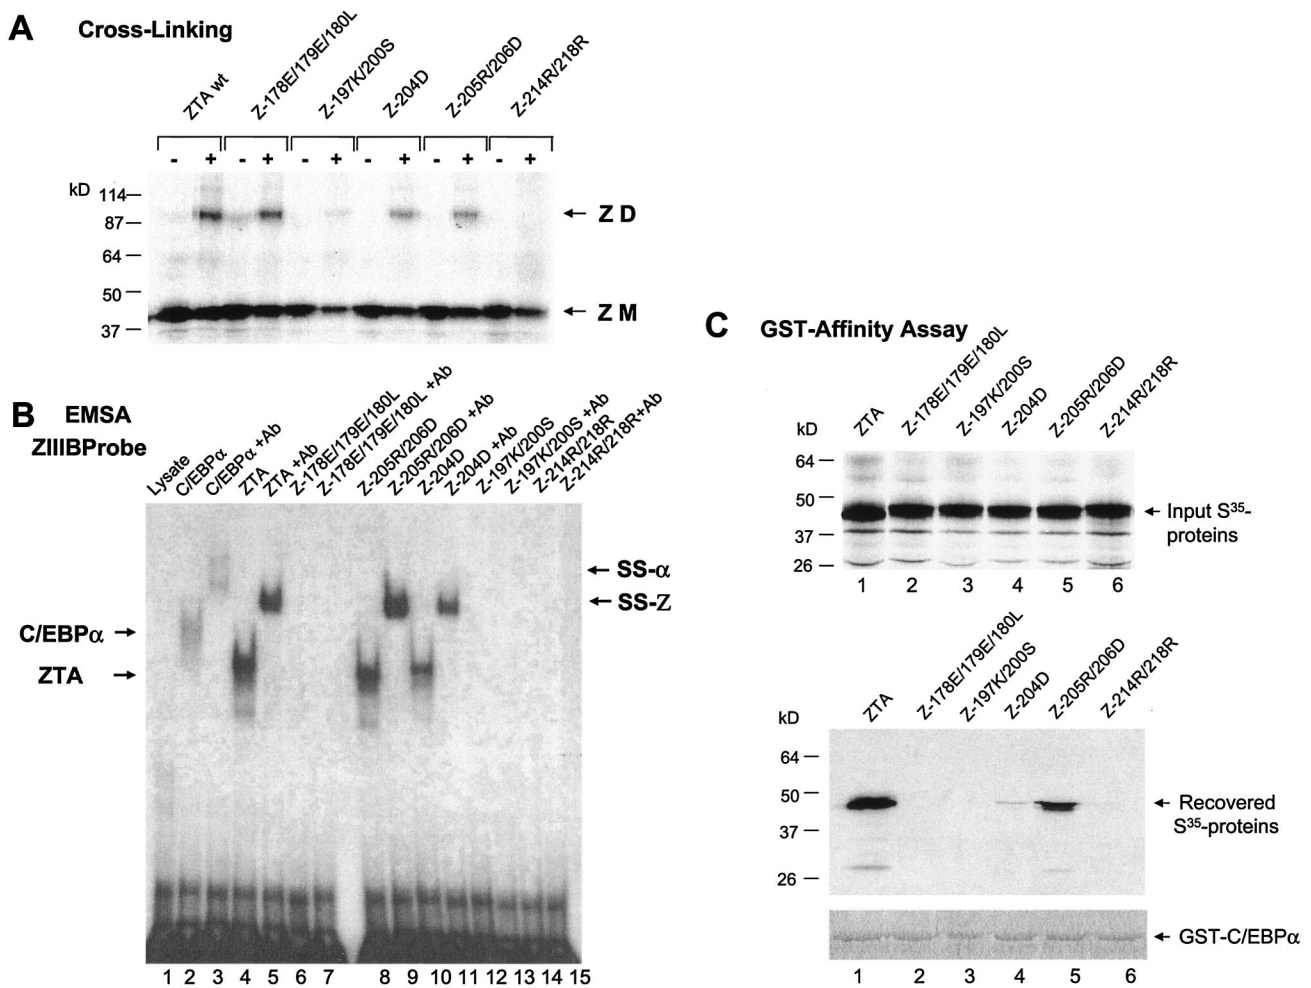 A Cross-Linking
ZTA wt
Z-178E/179E/180L
Z-197K/200S
Z-204D
Z-205R/206D
Z-214R/218R
- + - + - + - + - + - +
kD
114
87
64
50
37
Z D
Z M
B EMSA
ZIIIBProbe
Lysate
C/EBPα
C/EBPα +Ab
ZTA
ZTA +Ab
Z-178E/179E/180L
Z-178E/179E/180L +Ab
Z-205R/206D
Z-205R/206D +Ab
Z-204D
Z-204D +Ab
Z-197K/200S
Z-197K/200S +Ab
Z-214R/218R
Z-214R/218R+Ab
C/EBPα
ZTA
SS-α
SS-Z
1 2 3 4 5 6 7 8 9 10 11 12 13 14 15
C GST-Affinity Assay
ZTA
Z-178E/179E/180L
Z-197K/200S
Z-204D
Z-205R/206D
Z-214R/218R
kD
64
50
37
26
Input S35-
proteins
1 2 3 4 5 6
ZTA
Z-178E/179E/180L
Z-197K/200S
Z-204D
Z-205R/206D
Z-214R/218R
kD
64
50
37
26
Recovered
S35-proteins
GST-C/EBPα
1 2 3 4 5 6